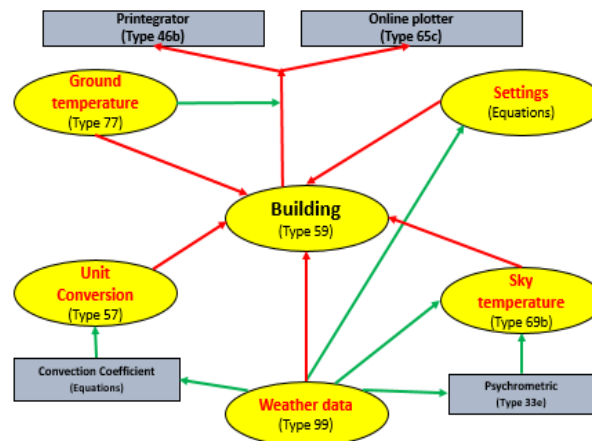 Printegrator
(Type 46b)
Online plotter
(Type 65c)
Ground
temperature
(Type 77)
Settings
(Equations)
Building
(Type 59)
Unit
Conversion
(Type 57)
Sky
temperature
(Type 69b)
Convection Coefficient
(Equations)
Weather data
(Type 99)
Psychrometric
(Type 33e)